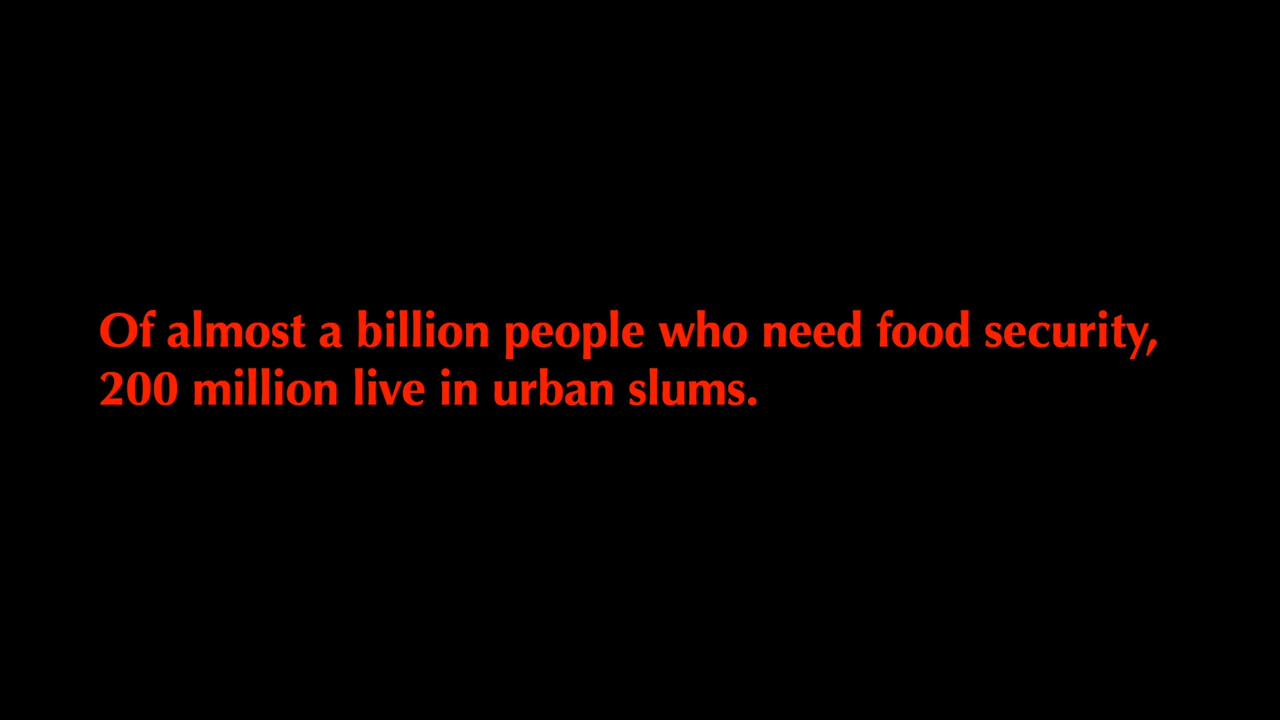 Of almost a billion people who need food security,
200 million live in urban slums.